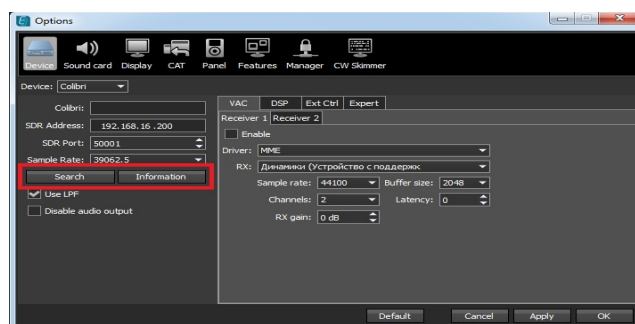 Options
Device Sound card Display CAT Panel Features Manager CW Skimmer
Device: Colibri
VAC DSP Ext Ctrl Expert
Colibri:
Receiver 1 Receiver 2
SDR Address: 192.168.16 .200
Enable
SDR Port: 50001
Driver: MME
Sample Rate: 39062.5
RX: Динамики (Устройство с поддержк
Search Information
Sample rate: 44100 Buffer size: 2048
Use LPF
Channels: 2 Latency: 0
Disable audio output
RX gain: 0 dB
Default Cancel Apply OK